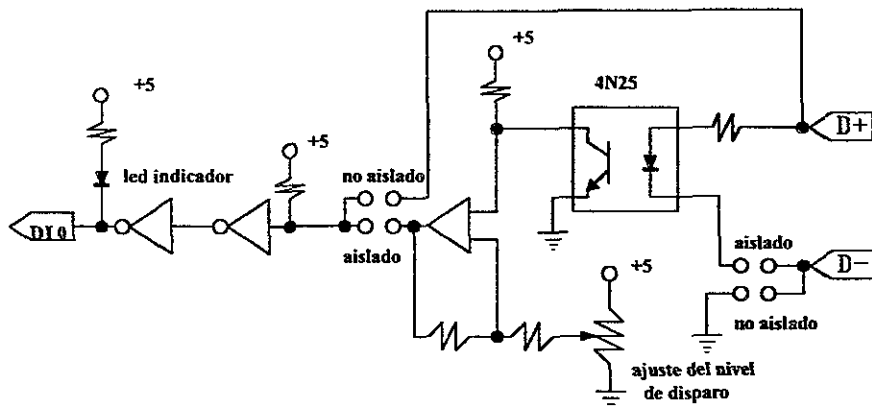 +5
4N25
+5
D+
+5
led indicador
no aislado
DI 0
aislado
aislado
D−
+5
no aislado
ajuste del nivel
de disparo